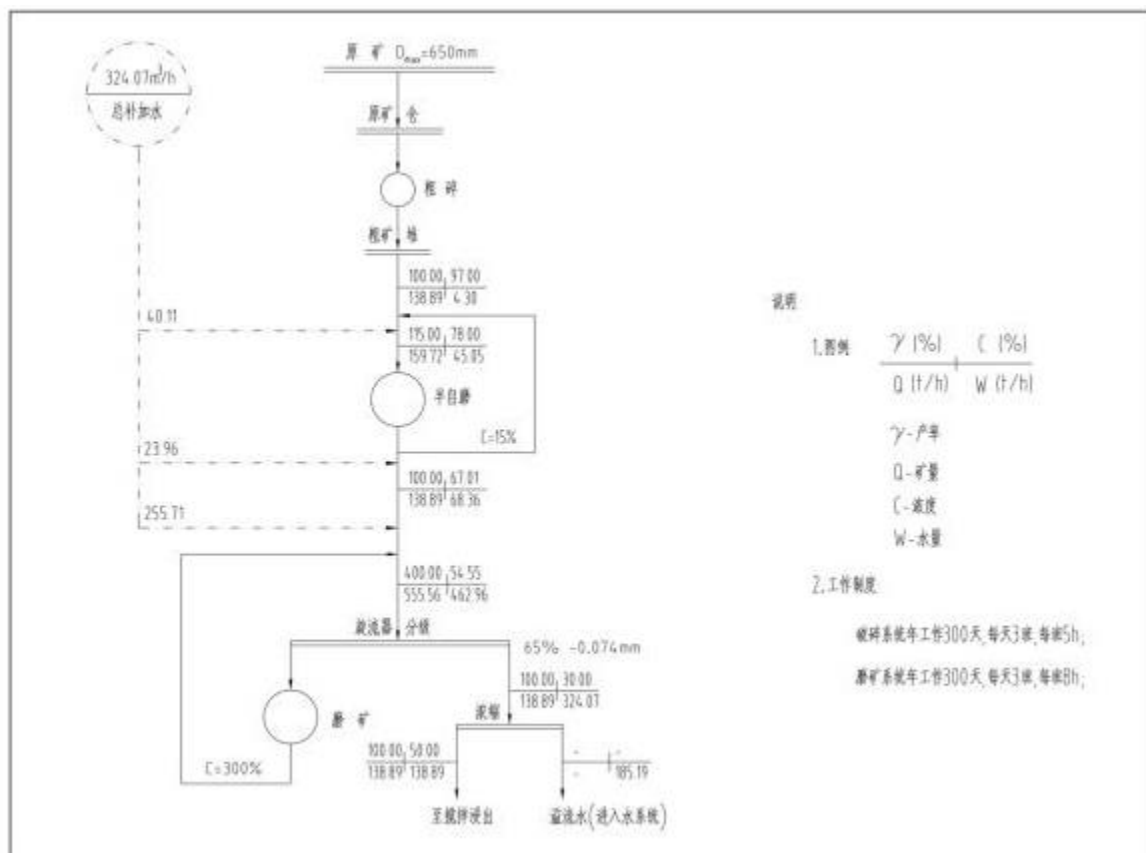 原 矿 Dmax=650mm
324.07m³/h
总补加水
原矿 仓
粗 碎
粗矿 堆
100.00 97.00
138.89 4.30
40.11
115.00 78.00
159.72 45.05
半自磨
C=15%
23.96
100.00 67.01
138.89 68.36
255.71
400.00 54.55
555.56 462.96
旋流器 分级
65% -0.074mm
100.00 30.00
138.89 324.07
磨 矿
浓缩
C=300%
100.00 50.00
138.89 138.89
- -
- 185.19
至搅拌浸出
溢流水(进入水系统)
说明
1.图例
γ (%) C (%)
Q (t/h) W (t/h)
γ-产率
Q-矿量
C-浓度
W-水量
2.工作制度
破碎系统年工作300天,每天3班,每班5h;
磨矿系统年工作300天,每天3班,每班8h;